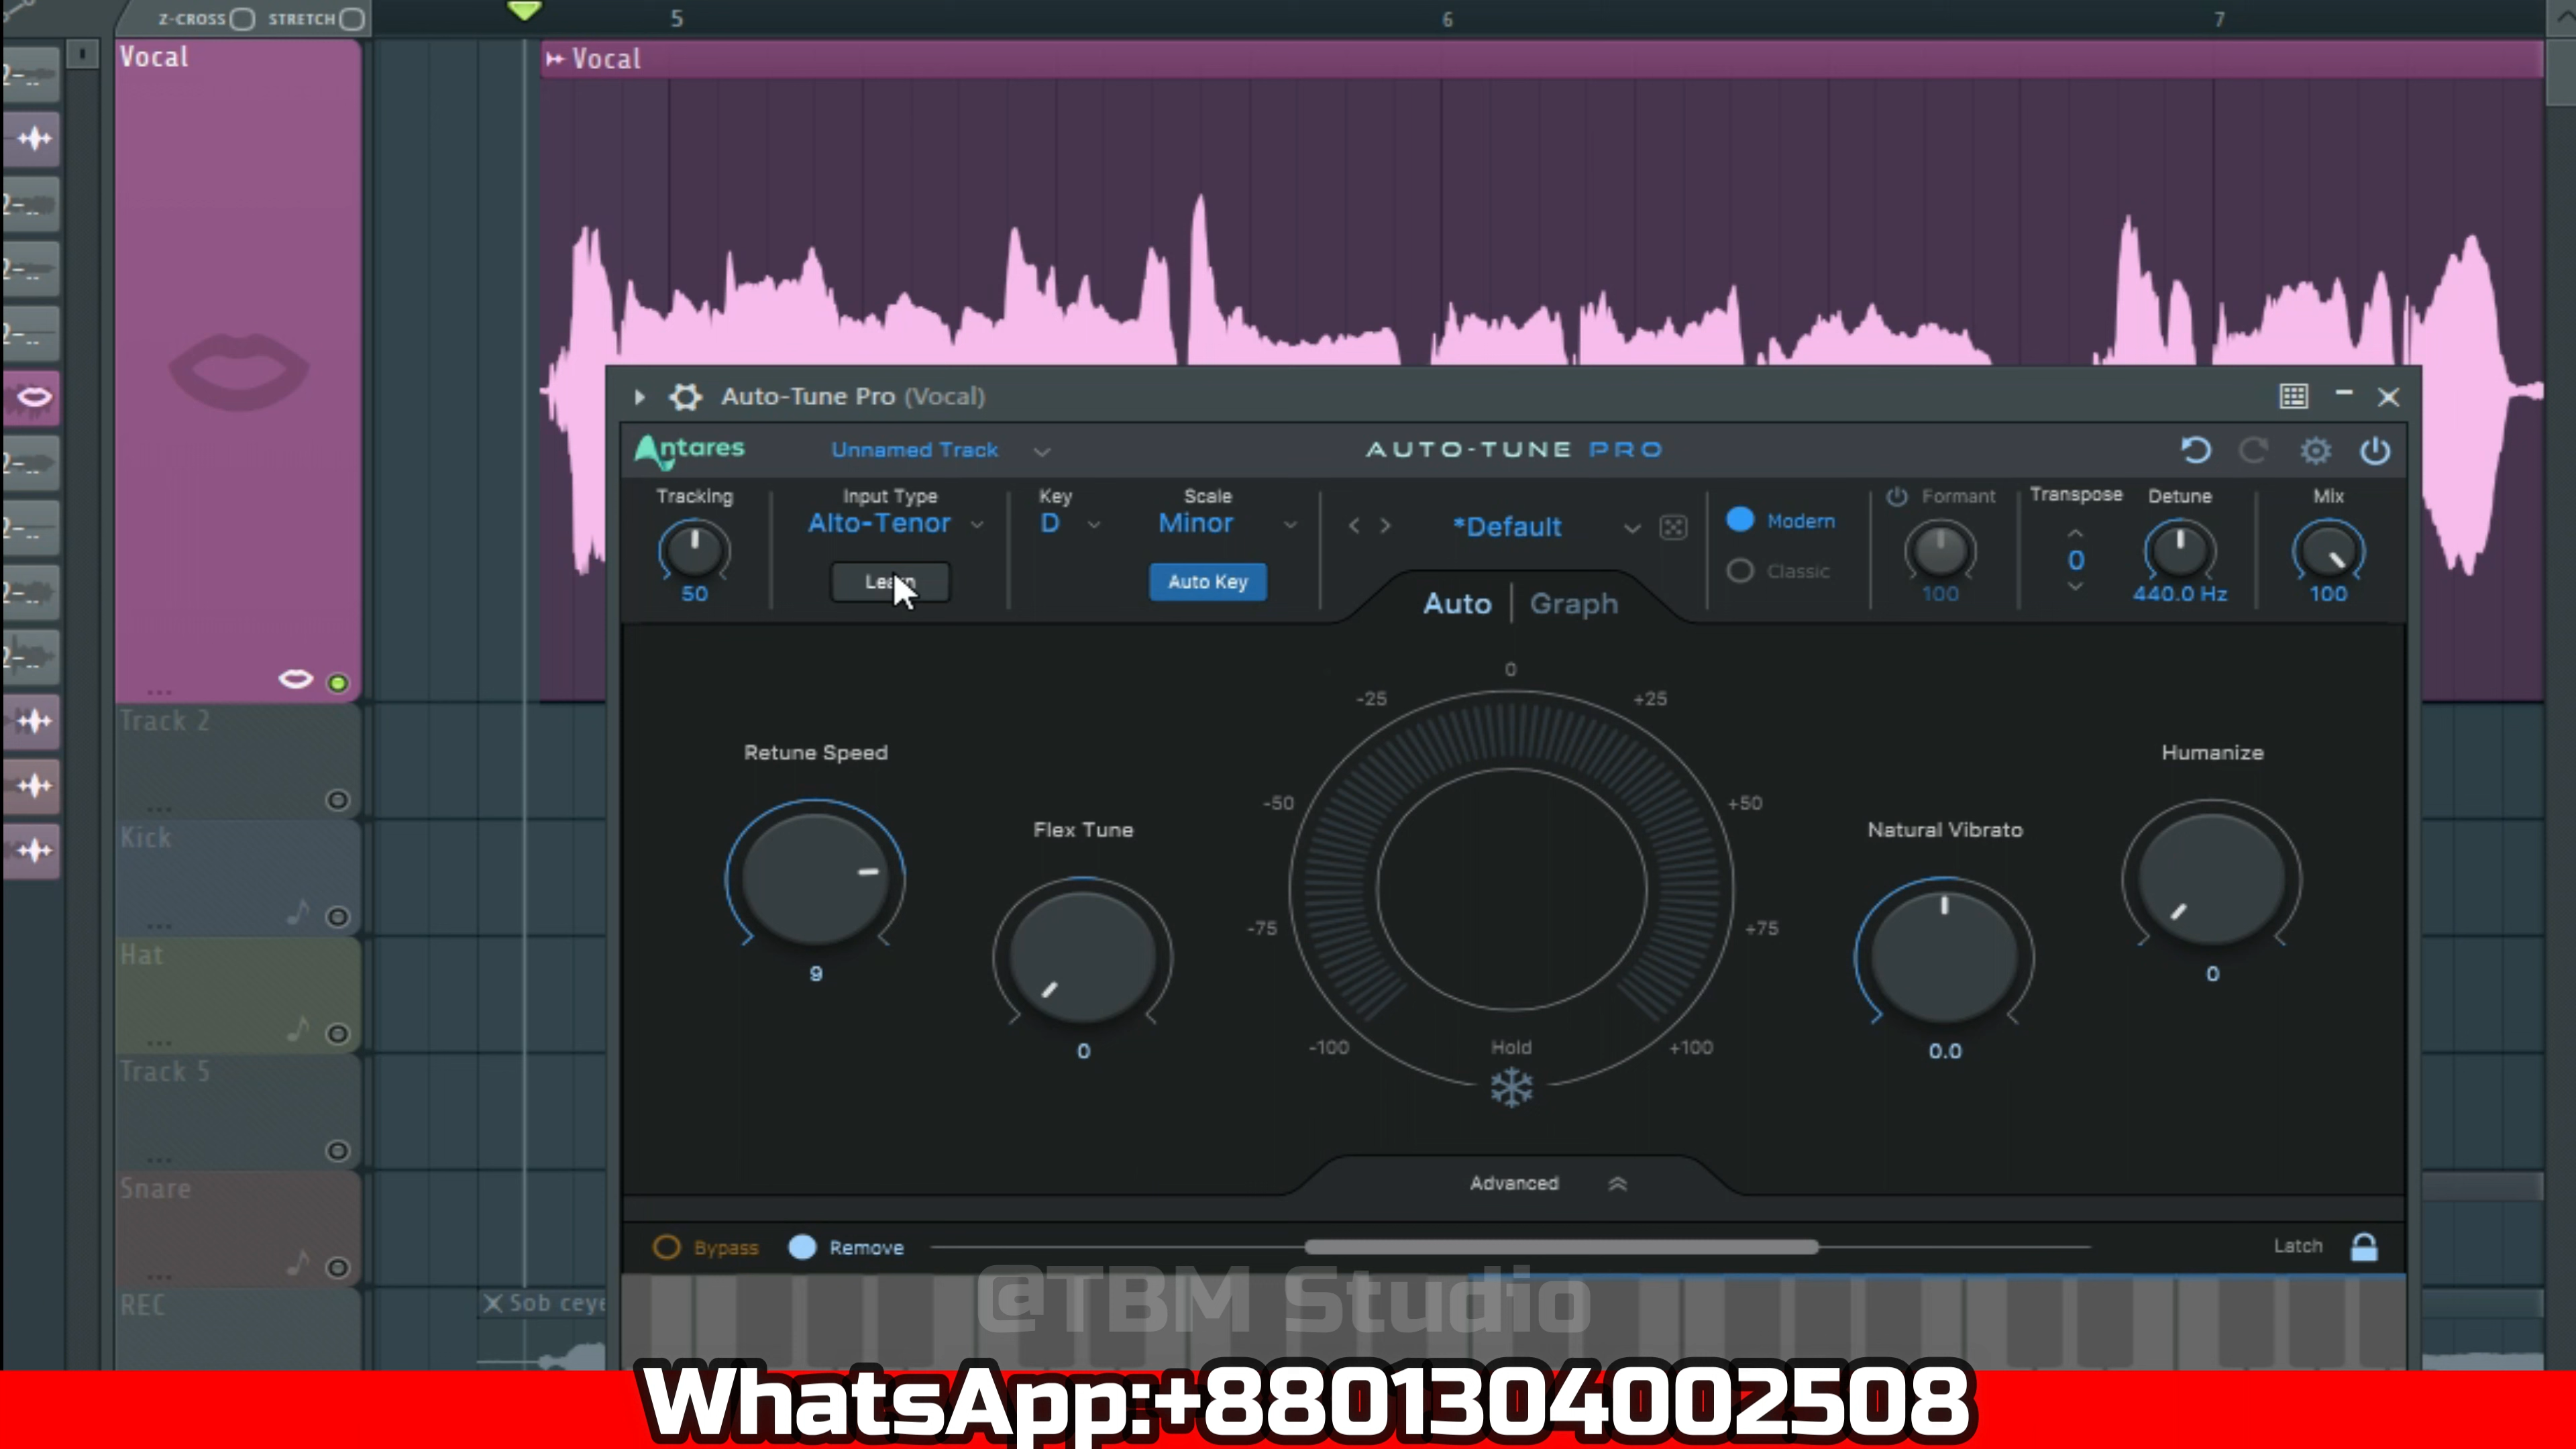 Z-CROSS STRETCH
5 6 7
Vocal
Vocal
Auto-Tune Pro (Vocal)
Antares Unnamed Track AUTO-TUNE PRO
Tracking Input Type Key Scale Formant Transpose Detune Mix
Alto-Tenor D Minor *Default Modern
Learn Auto Key Classic
50 100 0 440.0 Hz 100
Auto Graph
Track 2
Kick
Hat
Track 5
Snare
REC
Retune Speed
9
Flex Tune
0
0
-25 +25
-50 +50
-75 +75
-100 +100
Hold
Natural Vibrato
0.0
Humanize
0
Advanced
Bypass Remove Latch
Sob ceye
@TBM Studio
WhatsApp:+8801304002508